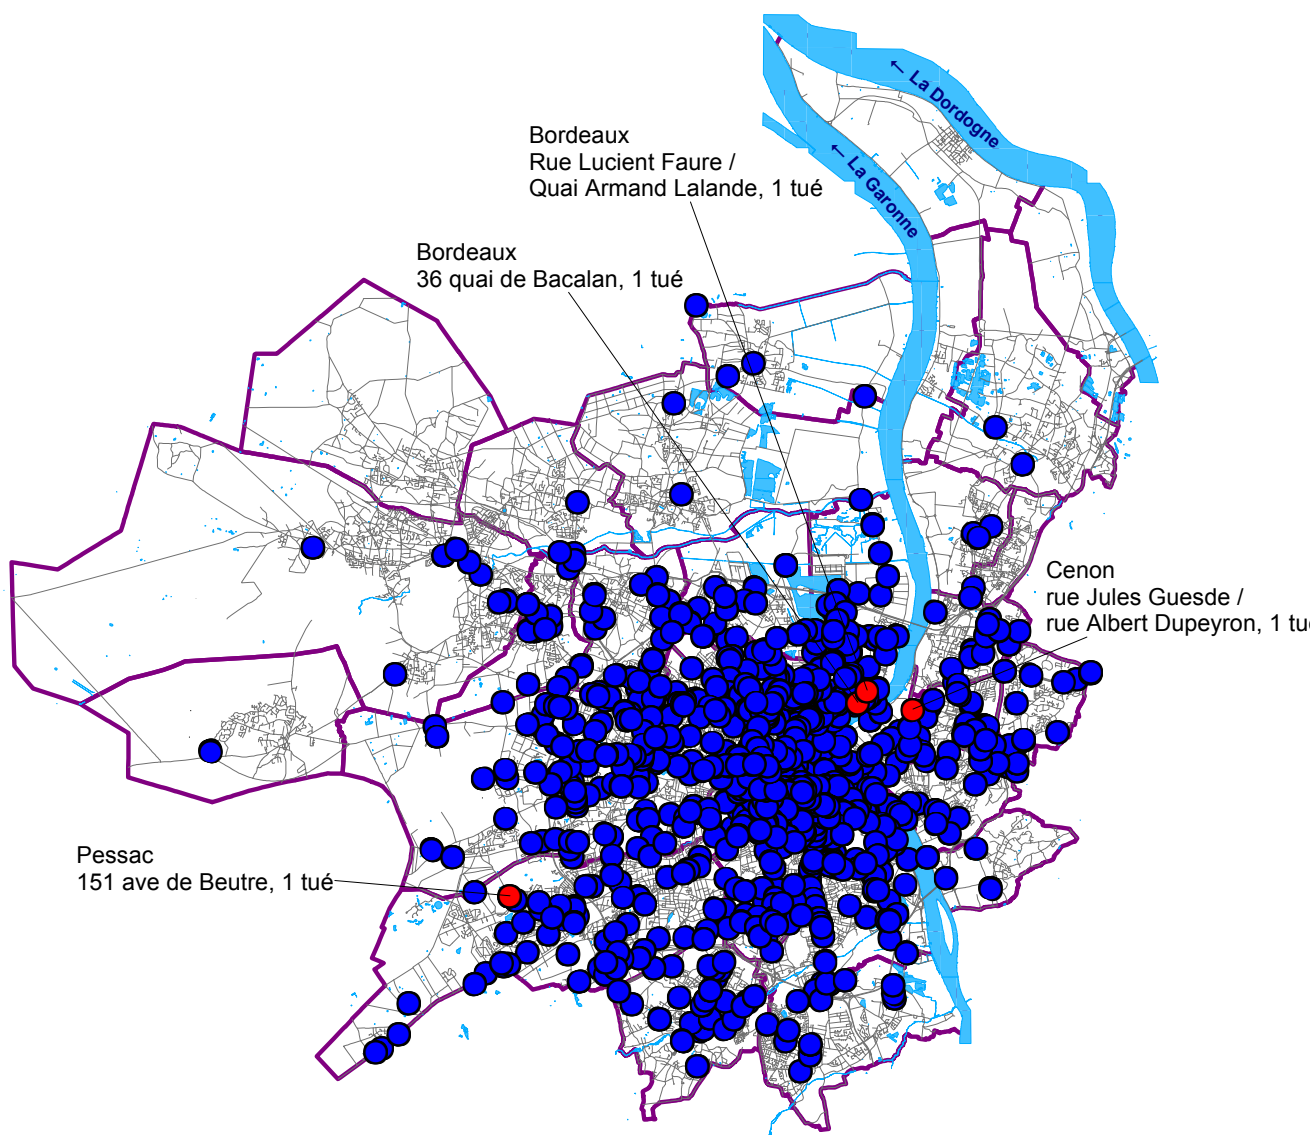 ← La Dordogne
← La Garonne
Bordeaux
Rue Lucient Faure /
Quai Armand Lalande, 1 tué
Bordeaux
36 quai de Bacalan, 1 tué
Cenon
rue Jules Guesde /
rue Albert Dupeyron, 1 tu
Pessac
151 ave de Beutre, 1 tué